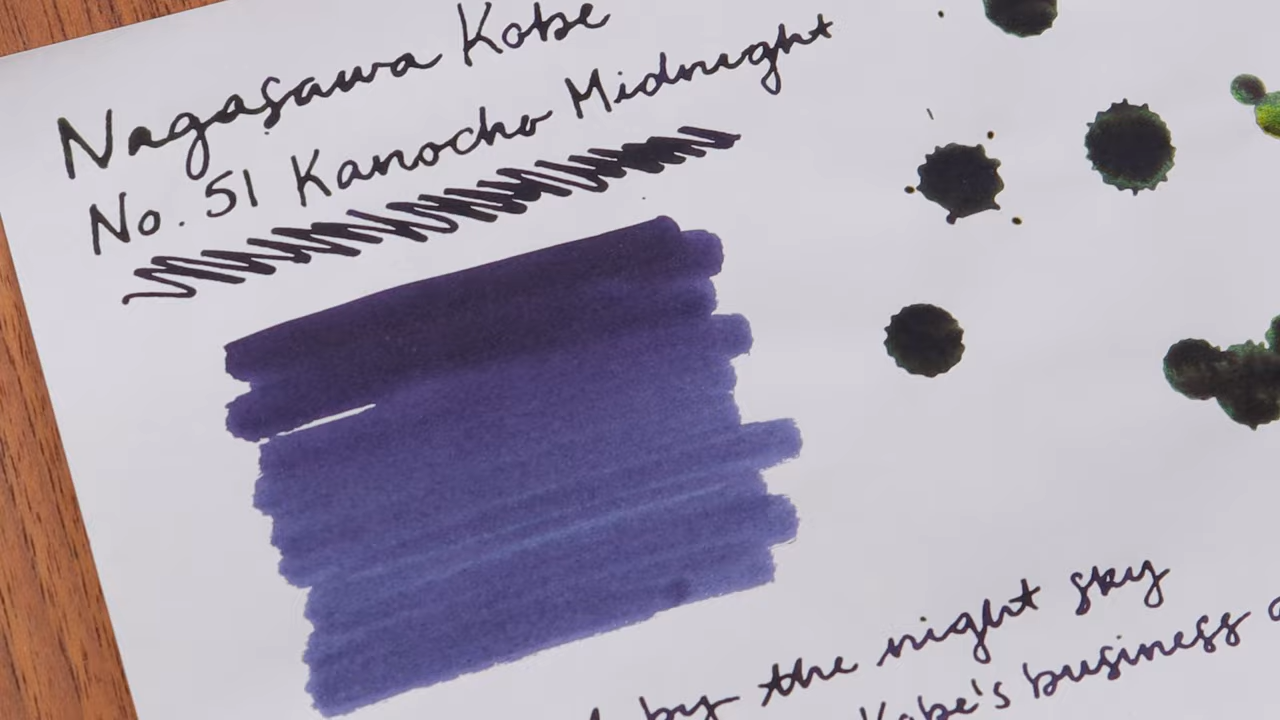 Nagasawa Kobe
No. 51 Kanocho Midnight
by the night sky
Kobe's business